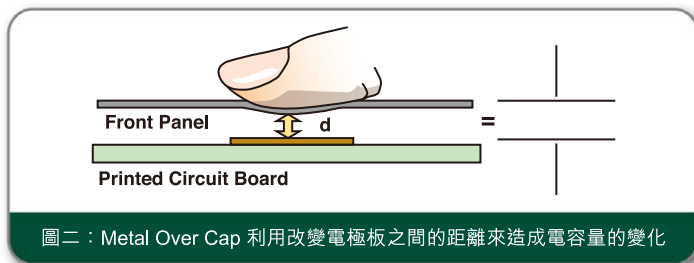 Front Panel
d
=
Printed Circuit Board
圖二：Metal Over Cap 利用改變電極板之間的距離來造成電容量的變化